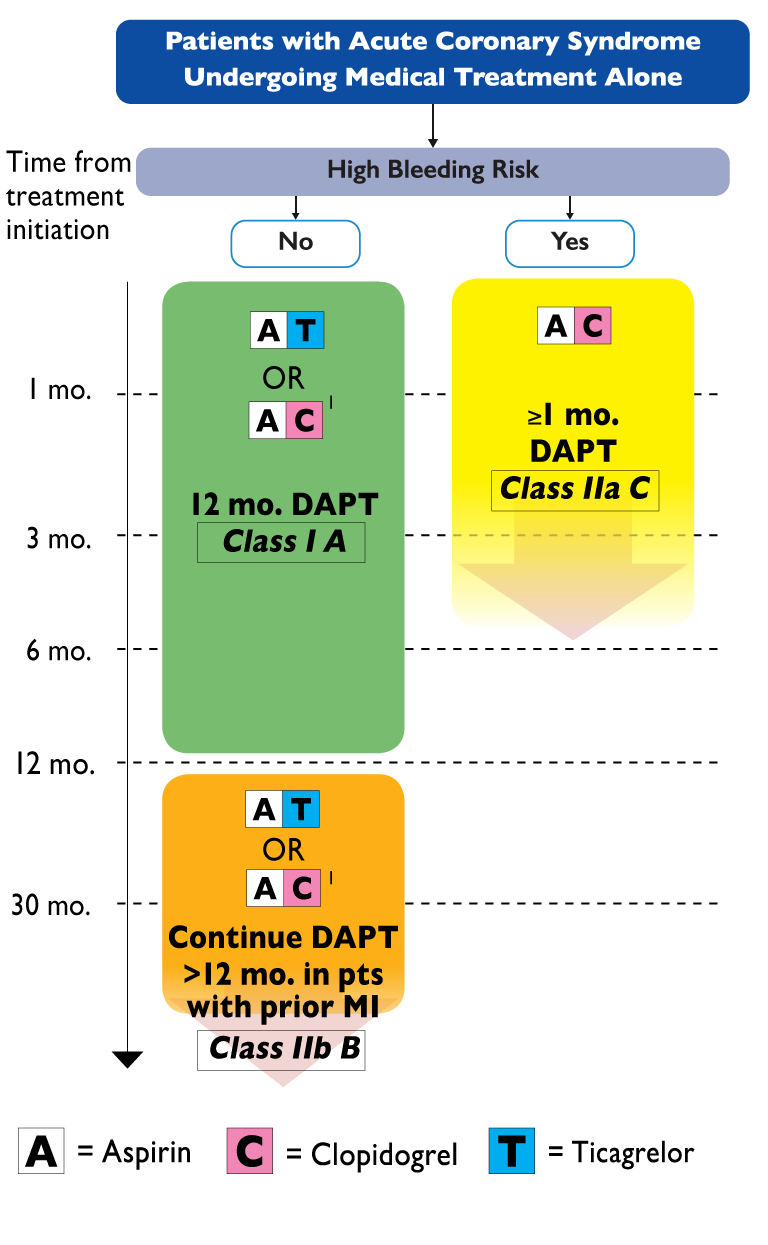 Patients with Acute Coronary Syndrome
Undergoing Medical Treatment Alone
Time from
treatment
initiation
High Bleeding Risk
No
Yes
A T
OR
A C 1
12 mo. DAPT
Class I A
A C
≥1 mo.
DAPT
Class IIa C
1 mo.
3 mo.
6 mo.
12 mo.
30 mo.
A T
OR
A C 1
Continue DAPT
>12 mo. in pts
with prior MI
Class IIb B
A = Aspirin C = Clopidogrel T = Ticagrelor